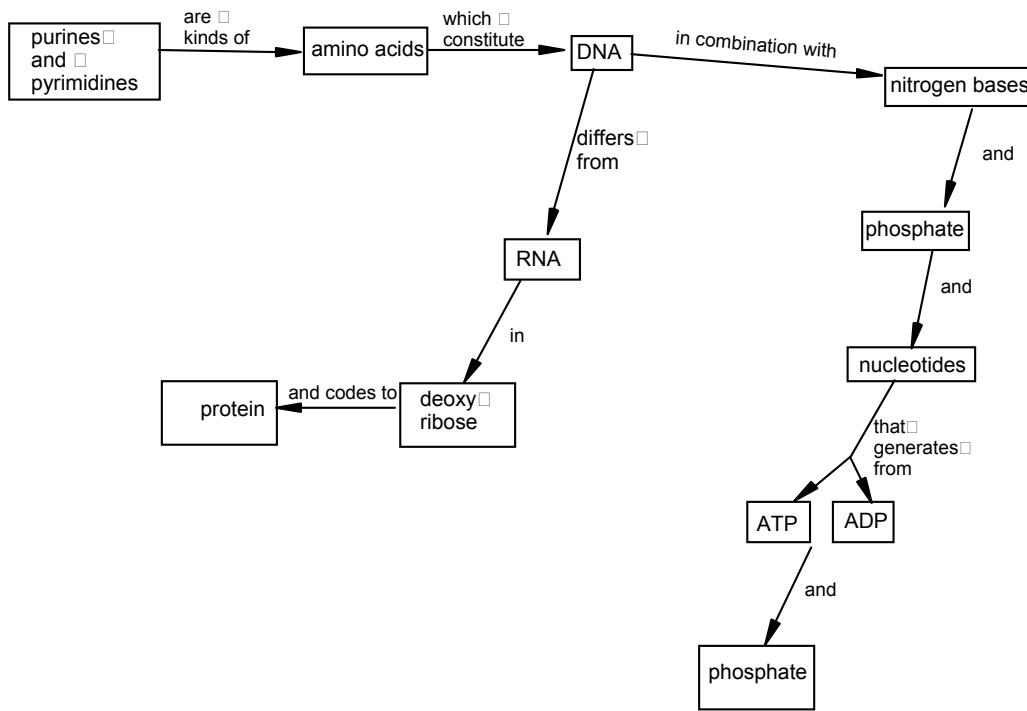 purines
and
pyrimidines
are
kinds of
amino acids
which
constitute
DNA
in combination with
nitrogen bases
differs
from
and
phosphate
RNA
and
in
nucleotides
protein
and codes to
deoxy
ribose
that
generates
from
ATP
ADP
and
phosphate